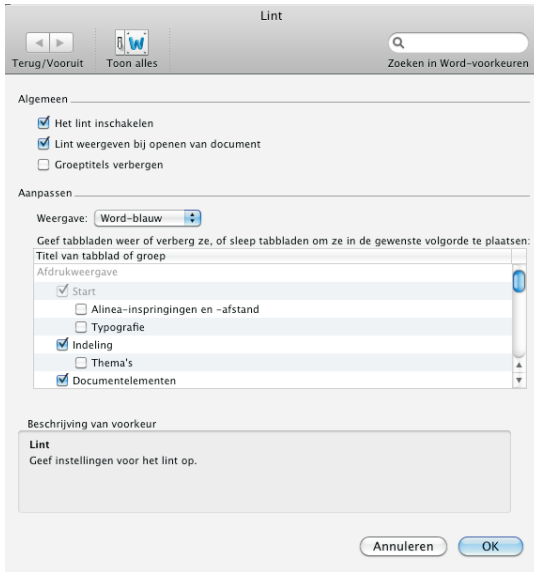 Lint
Terug/Vooruit
Toon alles
Zoeken in Word-voorkeuren
Algemeen
Het lint inschakelen
Lint weergeven bij openen van document
Groeptitels verbergen
Aanpassen
Weergave: Word-blauw
Geef tabbladen weer of verberg ze, of sleep tabbladen om ze in de gewenste volgorde te plaatsen:
Titel van tabblad of groep
Afdrukweergave
Start
Alinea-inspringingen en -afstand
Typografie
Indeling
Thema's
Documentelementen
Beschrijving van voorkeur
Lint
Geef instellingen voor het lint op.
Annuleren
OK